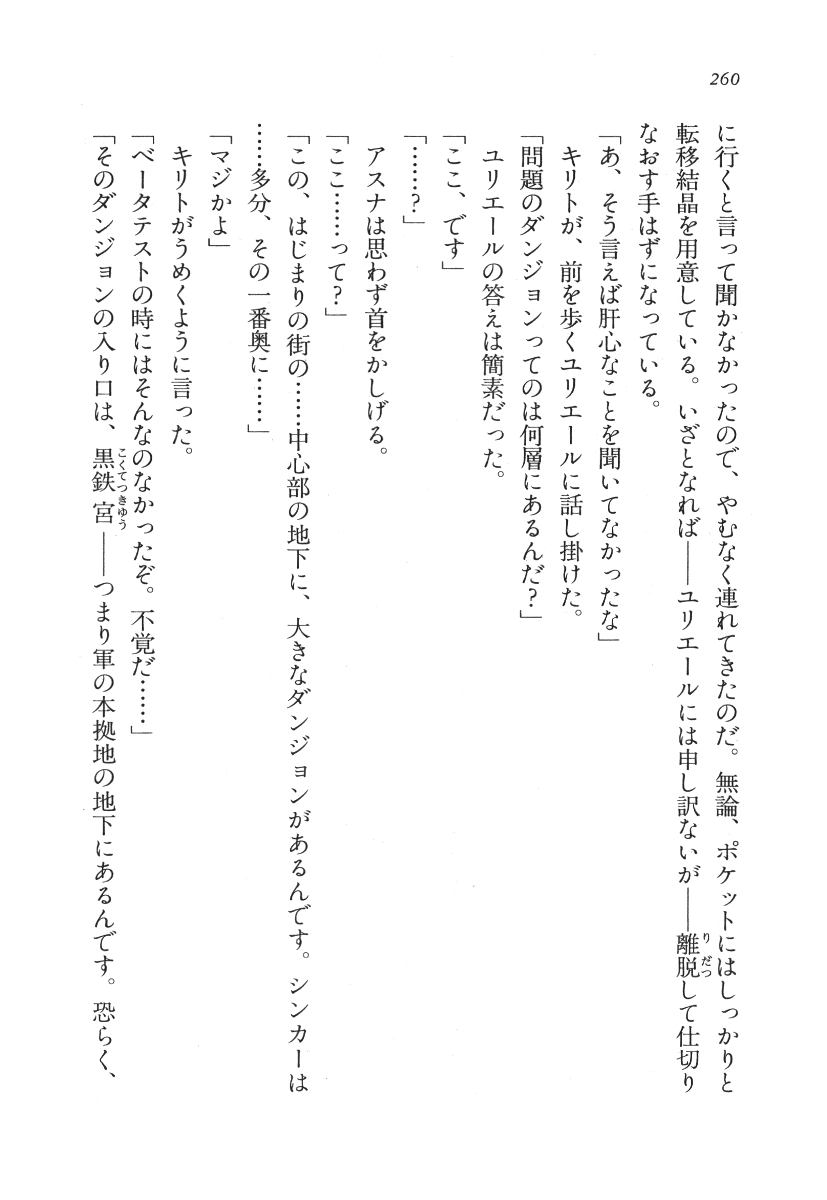 260
に行くと言って聞かなかったので、やむなく連れてきたのだ。無論、ポケットにはしっかりと
転移結晶を用意している。いざとなれば――ユリエールには申し訳ないが――離脱して仕切り
なおす手はずになっている。
「あ、そう言えば肝心なことを聞いてなかったな」
キリトが、前を歩くユリエールに話し掛けた。
「問題のダンジョンってのは何層にあるんだ？」
ユリエールの答えは簡素だった。
「ここ、です」
「……？」
アスナは思わず首をかしげる。
「ここ……って？」
「この、はじまりの街の……中心部の地下に、大きなダンジョンがあるんです。シンカーは
……多分、その一番奥に……」
「マジかよ」
キリトがうめくように言った。
「ベータテストの時にはそんなのなかったぞ。不覚だ……」
「そのダンジョンの入り口は、黒鉄宮――つまり軍の本拠地の地下にあるんです。恐らく、